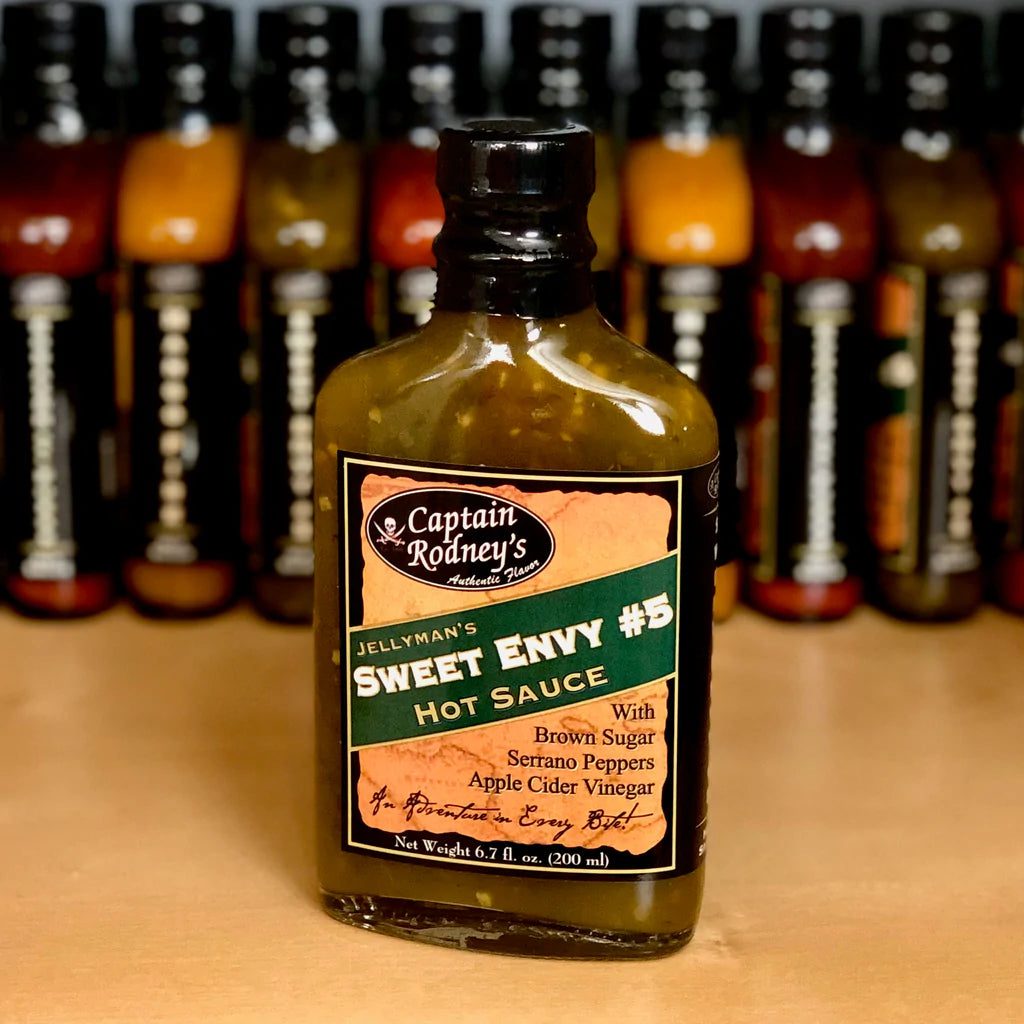 Captain
Rodney's
Authentic Flavor
Jellyman's
Sweet Envy #5
Hot Sauce
With
Brown Sugar
Serrano Peppers
Apple Cider Vinegar
An Adventure in Every Bite!
Net Weight 6.7 fl. oz. (200 ml)